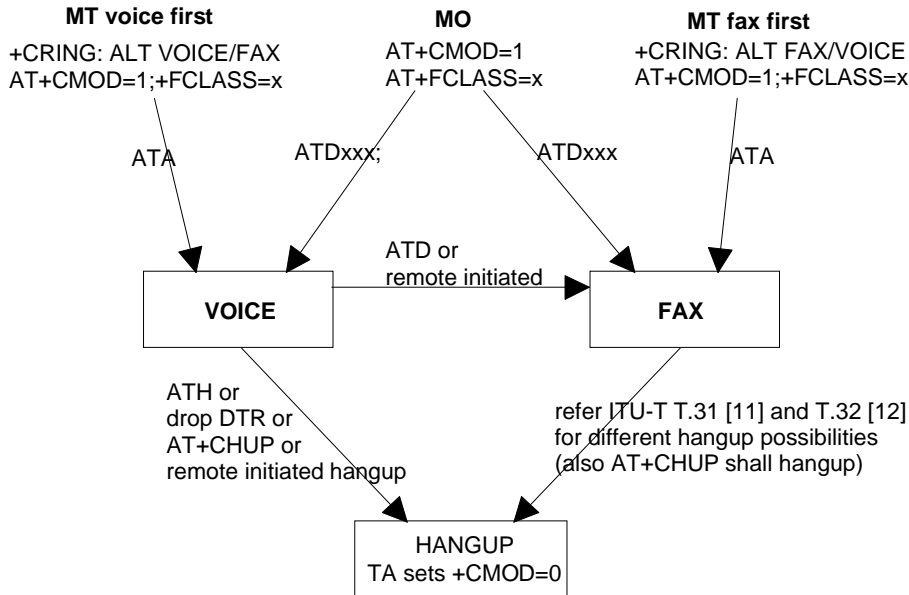 MT voice first
+CRING: ALT VOICE/FAX
AT+CMOD=1;+FCLASS=x
MO
AT+CMOD=1
AT+FCLASS=x
MT fax first
+CRING: ALT FAX/VOICE
AT+CMOD=1;+FCLASS=x
ATA
ATDxxx;
ATDxxx
ATA
ATD or
remote initiated
VOICE
FAX
ATH or
drop DTR or
AT+CHUP or
remote initiated hangup
refer ITU-T T.31 [11] and T.32 [12]
for different hangup possibilities
(also AT+CHUP shall hangup)
HANGUP
TA sets +CMOD=0